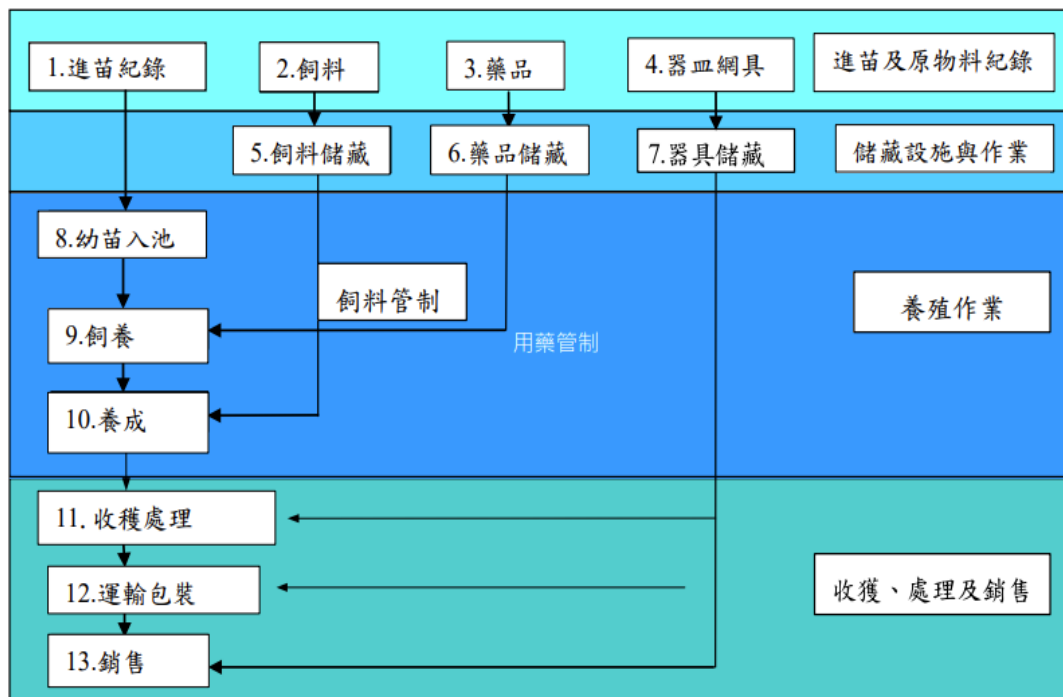 1.進苗紀錄
2.飼料
3.藥品
4.器皿網具
進苗及原物料紀錄
5.飼料儲藏
6.藥品儲藏
7.器具儲藏
儲藏設施與作業
8.幼苗入池
飼料管制
養殖作業
9.飼養
用藥管制
10.養成
11.收穫處理
12.運輸包裝
收獲、處理及銷售
13.銷售